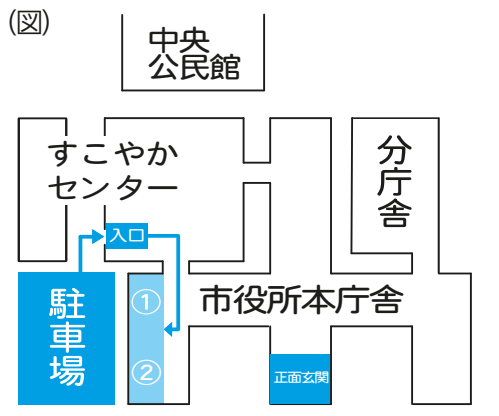 (図)
中央
公民館
すこやか
センター
分庁舎
入口
駐車場
①
②
市役所本庁舎
正面玄関